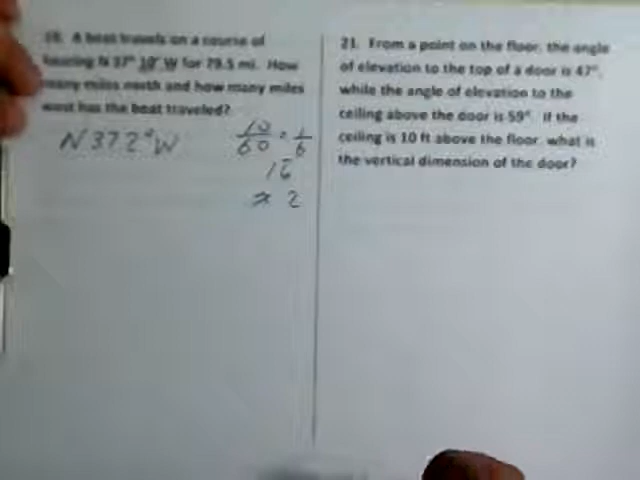 A boat travels on a course of
bearing N 37° 10' W for 79.5 mi. How
many miles north and how many miles
west has the boat traveled?
N 37 2° W
10/60 = 1/6
.16
≈ 2
21. From a point on the floor, the angle
of elevation to the top of a door is 47°,
while the angle of elevation to the
ceiling above the door is 59°. If the
ceiling is 10 ft above the floor, what is
the vertical dimension of the door?